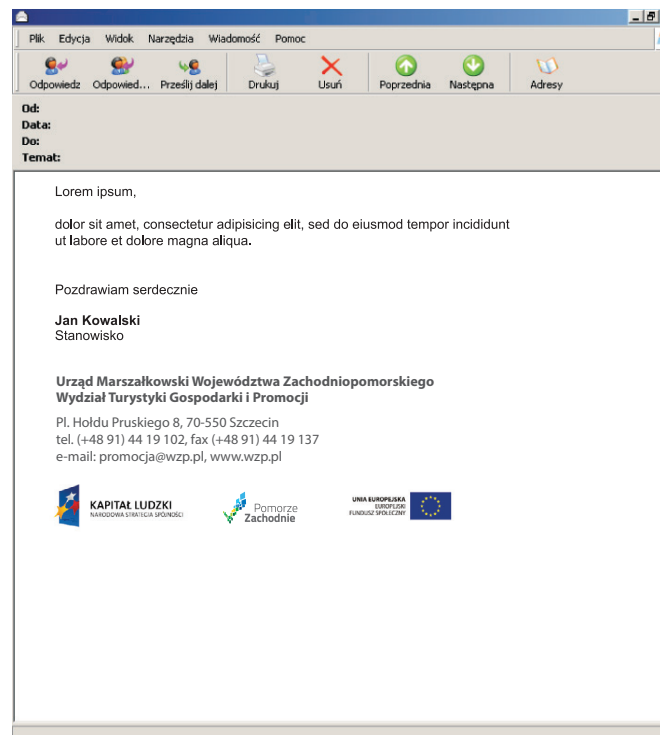 Plik Edycja Widok Narzędzia Wiadomość Pomoc
Odpowiedz Odpowied... Prześlij dalej Drukuj Usuń Poprzednia Następna Adresy
Od:
Data:
Do:
Temat:
Lorem ipsum,
dolor sit amet, consectetur adipisicing elit, sed do eiusmod tempor incididunt
ut labore et dolore magna aliqua.
Pozdrawiam serdecznie
Jan Kowalski
Stanowisko
Urząd Marszałkowski Województwa Zachodniopomorskiego
Wydział Turystyki Gospodarki i Promocji
Pl. Hołdu Pruskiego 8, 70-550 Szczecin
tel. (+48 91) 44 19 102, fax (+48 91) 44 19 137
e-mail: promocja@wzp.pl, www.wzp.pl
KAPITAŁ LUDZKI
NARODOWA STRATEGIA SPÓJNOŚCI
Pomorze
Zachodnie
UNIA EUROPEJSKA
EUROPEJSKI
FUNDUSZ SPOŁECZNY